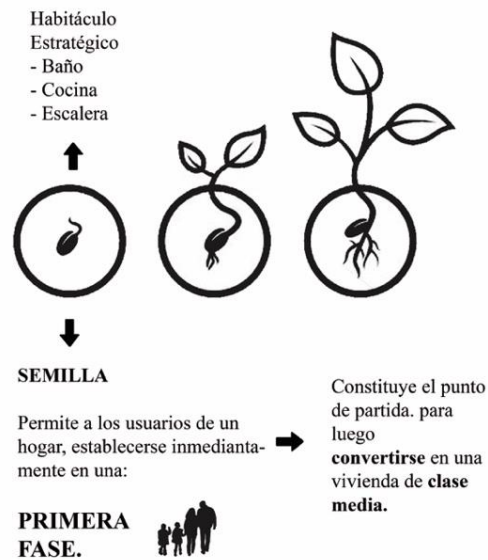 Habitáculo
Estratégico
- Baño
- Cocina
- Escalera
SEMILLA
Permite a los usuarios de un
hogar, establecerse inmedianta-
mente en una:
PRIMERA
FASE.
Constituye el punto
de partida. para
luego
convertirse en una
vivienda de clase
media.